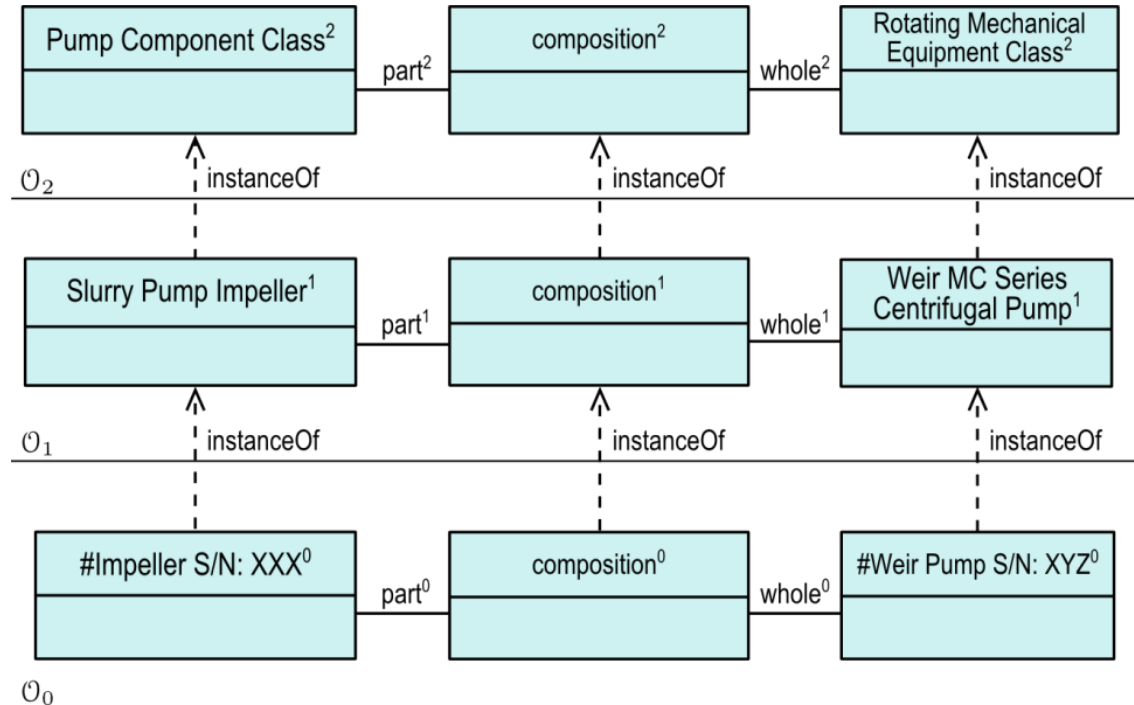 Pump Component Class²
composition²
Rotating Mechanical
Equipment Class²
part²
whole²
instanceOf
instanceOf
instanceOf
𝒪₂
Slurry Pump Impeller¹
composition¹
Weir MC Series
Centrifugal Pump¹
part¹
whole¹
instanceOf
instanceOf
instanceOf
𝒪₁
#Impeller S/N: XXX⁰
composition⁰
#Weir Pump S/N: XYZ⁰
part⁰
whole⁰
𝒪₀